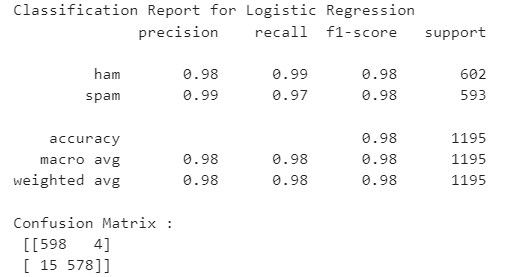 Classification Report for Logistic Regression
precision recall f1-score support
ham 0.98 0.99 0.98 602
spam 0.99 0.97 0.98 593
accuracy 0.98 1195
macro avg 0.98 0.98 0.98 1195
weighted avg 0.98 0.98 0.98 1195
Confusion Matrix :
[[598 4]
[ 15 578]]